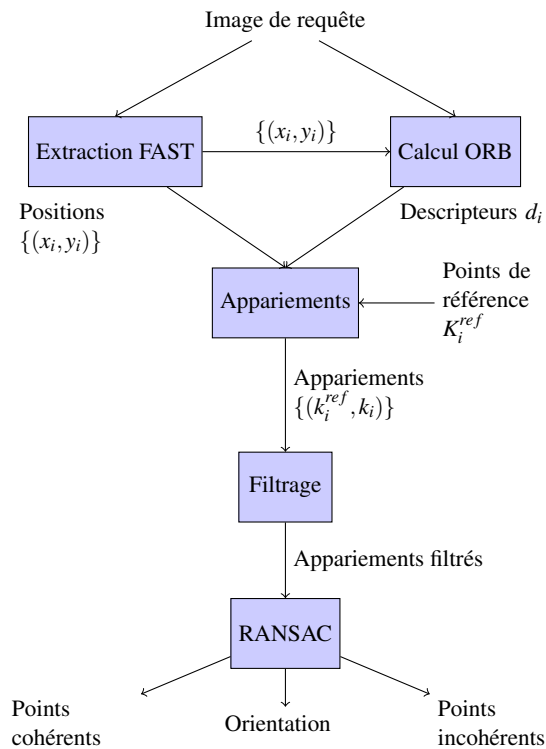 Image de requête
{(x_i, y_i)}
Extraction FAST
Calcul ORB
Positions
{(x_i, y_i)}
Descripteurs d_i
Appariements
Points de
référence
K_i^{ref}
Appariements
{(k_i^{ref}, k_i)}
Filtrage
Appariements filtrés
RANSAC
Points
cohérents
Orientation
Points
incohérents